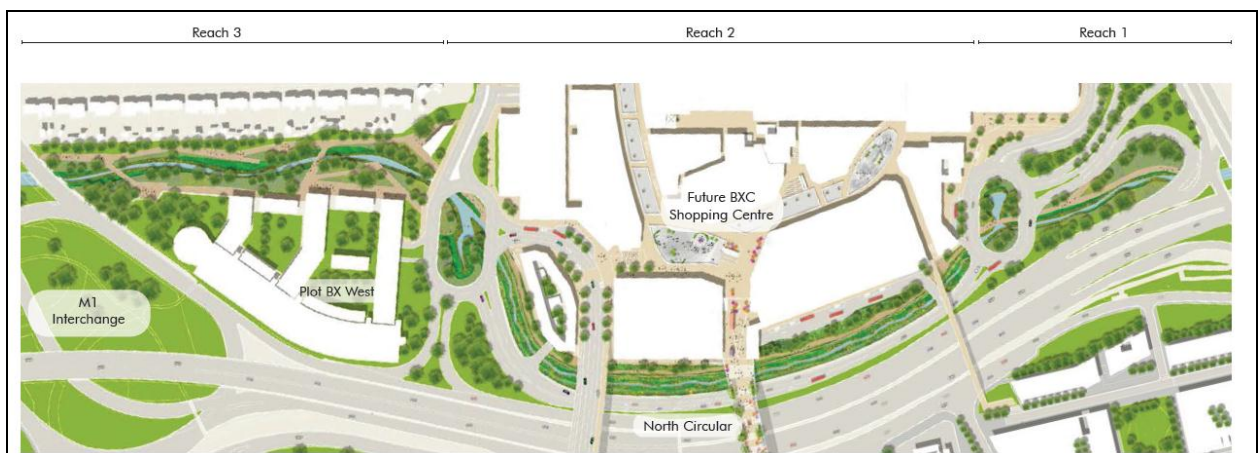 Reach 3
Reach 2
Reach 1
Future BXC
Shopping Centre
Plot BX West
M1
Interchange
North Circular